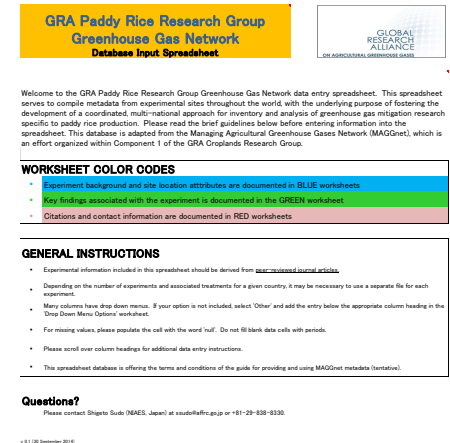 GRA Paddy Rice Research Group
Greenhouse Gas Network
Database Input Spreadsheet
GLOBAL
RESEARCH
ALLIANCE
ON AGRICULTURAL GREENHOUSE GASES
Welcome to the GRA Paddy Rice Research Group Greenhouse Gas Network data entry spreadsheet. This spreadsheet
serves to compile metadata from experimental sites throughout the world, with the underlying purpose of fostering the
development of a coordinated, multi-national approach for inventory and analysis of greenhouse gas mitigation research
specific to paddy rice production. Please read the brief guidelines below before entering information into the
spreadsheet. This database is adapted from the Managing Agricultural Greenhouse Gases Network (MAGGnet), which is
an effort organized within Component 1 of the GRA Croplands Research Group.
WORKSHEET COLOR CODES
• Experiment background and site location atttributes are documented in BLUE worksheets
• Key findings associated with the experiment is documented in the GREEN worksheet
• Citations and contact information are documented in RED worksheets
GENERAL INSTRUCTIONS
• Experimental information included in this spreadsheet should be derived from peer-reviewed journal articles.
• Depending on the number of experiments and associated treatments for a given country, it may be necessary to use a separate file for each
experiment.
• Many columns have drop down menus. If your option is not included, select 'Other' and add the entry below the appropriate column heading in the
'Drop Down Menu Options' worksheet.
• For missing values, please populate the cell with the word 'null'. Do not fill blank data cells with periods.
• Please scroll over column headings for additional data entry instructions.
• This spreadsheet database is offering the terms and conditions of the guide for providing and using MAGGnet metadata (tentative).
Questions?
Please contact Shigeto Sudo (NIAES, Japan) at ssudo@affrc.go.jp or +81-29-838-8330.
v 3.1 (20 September 2014)